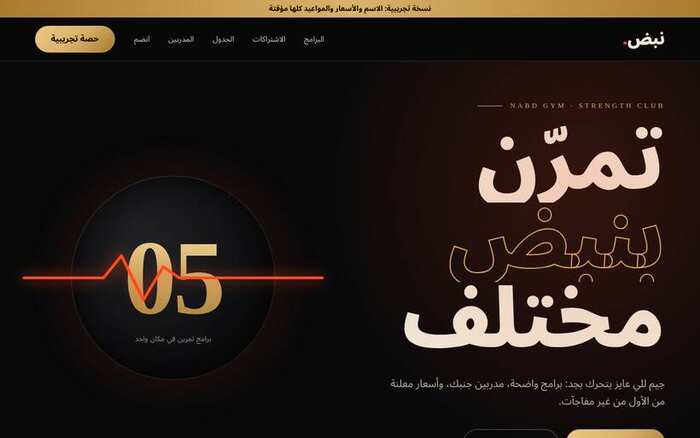 نسخة تجريبية: الاسم والأسعار والمواعيد كلها مؤقتة
نبض.
البرامج
الاشتراكات
الجدول
المدربين
انضم
حصة تجريبية
NABD GYM · STRENGTH CLUB
تمرّن
بنبض
مختلف
جيم للي عايز يتحرك بجد: برامج واضحة، مدربين جنبك، وأسعار معلنة
من الأول من غير مفاجآت.
05
برامج تمرين في مكان واحد